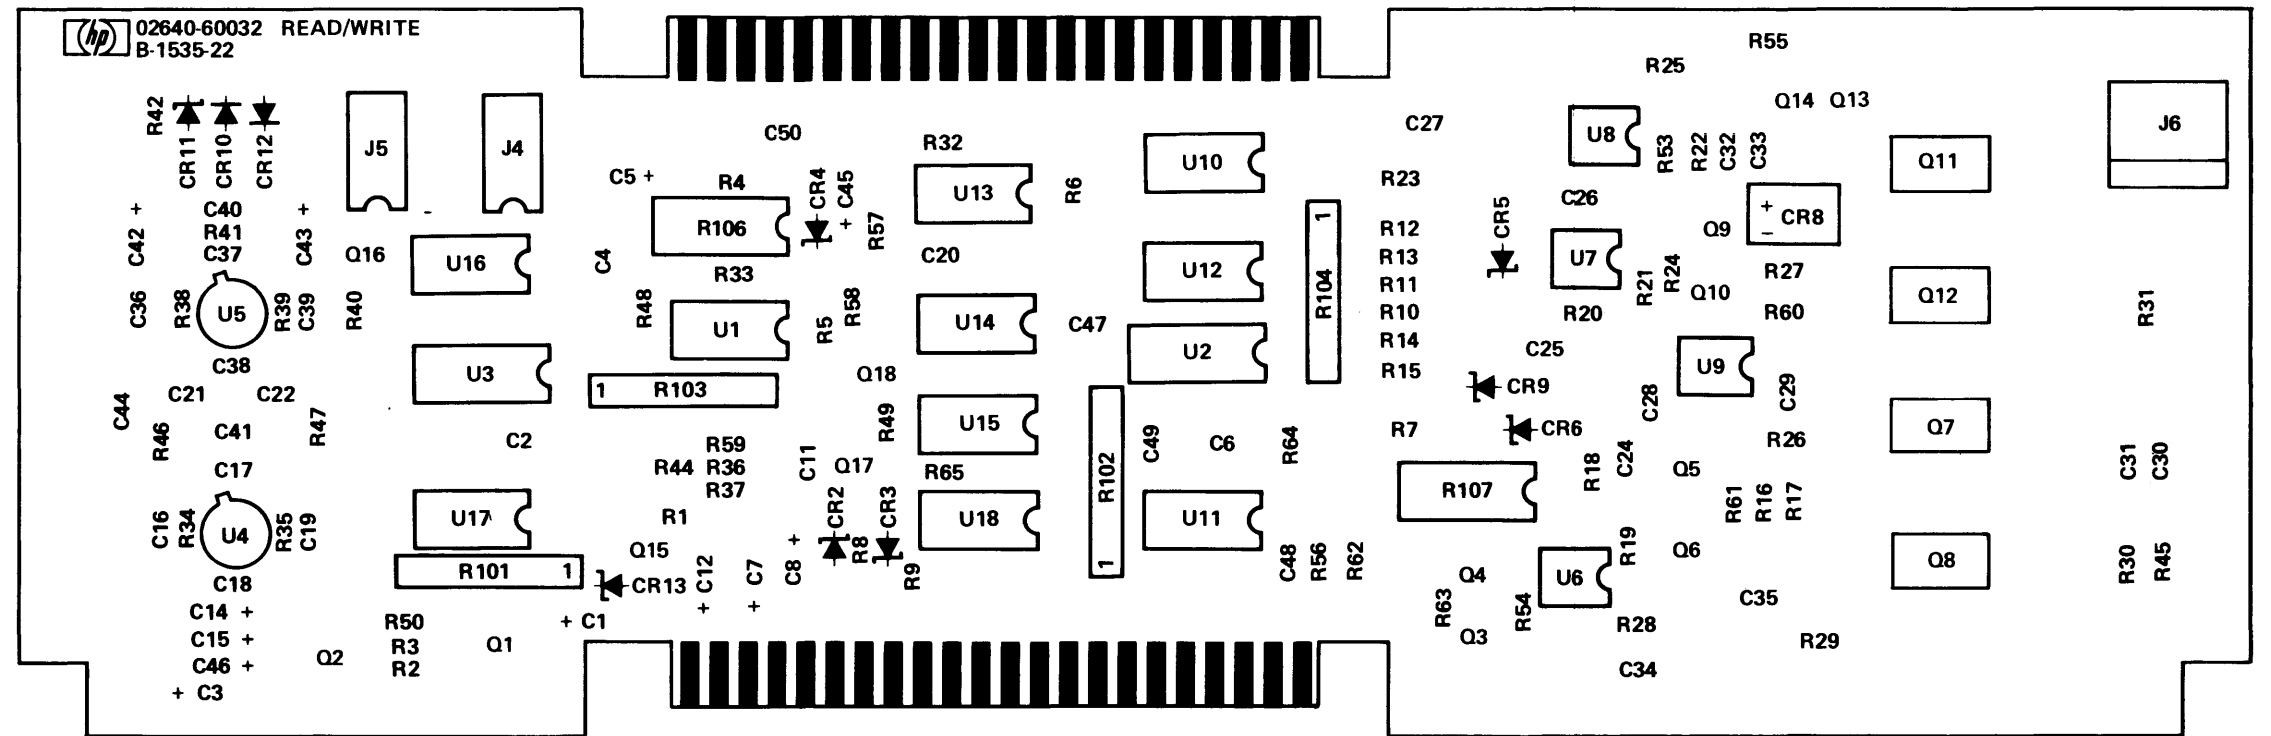 hp 02640-60032 READ/WRITE
B-1535-22
R42
CR11
CR10
CR12
J5
J4
+
C40
+
C42
R41
C43
C37
Q16
U16
C36
R38
U5
R39
C39
R40
C38
U3
C21
C22
C44
R46
C41
R47
C2
C17
C16
R34
U4
R35
C19
U17
C18
R101 1
C14 +
C15 +
C46 +
+ C3
Q2
R50
R3
R2
Q1
C50
C5 +
R4
CR4
C45
+
R106
R57
C4
R33
R48
U1
R5
R58
1 R103
Q18
R49
R59
R44 R36
R37
C11
Q17
R1
CR2
CR3
Q15
CR13
C12
+
C7
+
C8 +
R8
R9
+ C1
R32
U13
R6
C20
U14
C47
U15
R65
U18
U10
U12
U2
1 R104
C49
C6
R64
R102 1
U11
C48
R56
R62
C27
R23
R12
R13
R11
R10
R14
R15
R7
CR5
CR9
CR6
R107
R55
R25
Q14 Q13
U8
R53
R22
C32
C33
C26
+
–
CR8
Q9
U7
R21
R24
R27
Q10
R20
R60
C25
U9
C28
C29
R26
R18
C24
Q5
R61
R16
R17
R19
Q6
Q4
U6
R63
R54
Q3
R28
C35
R29
C34
Q11
Q12
Q7
Q8
J6
R31
C31
C30
R30
R45